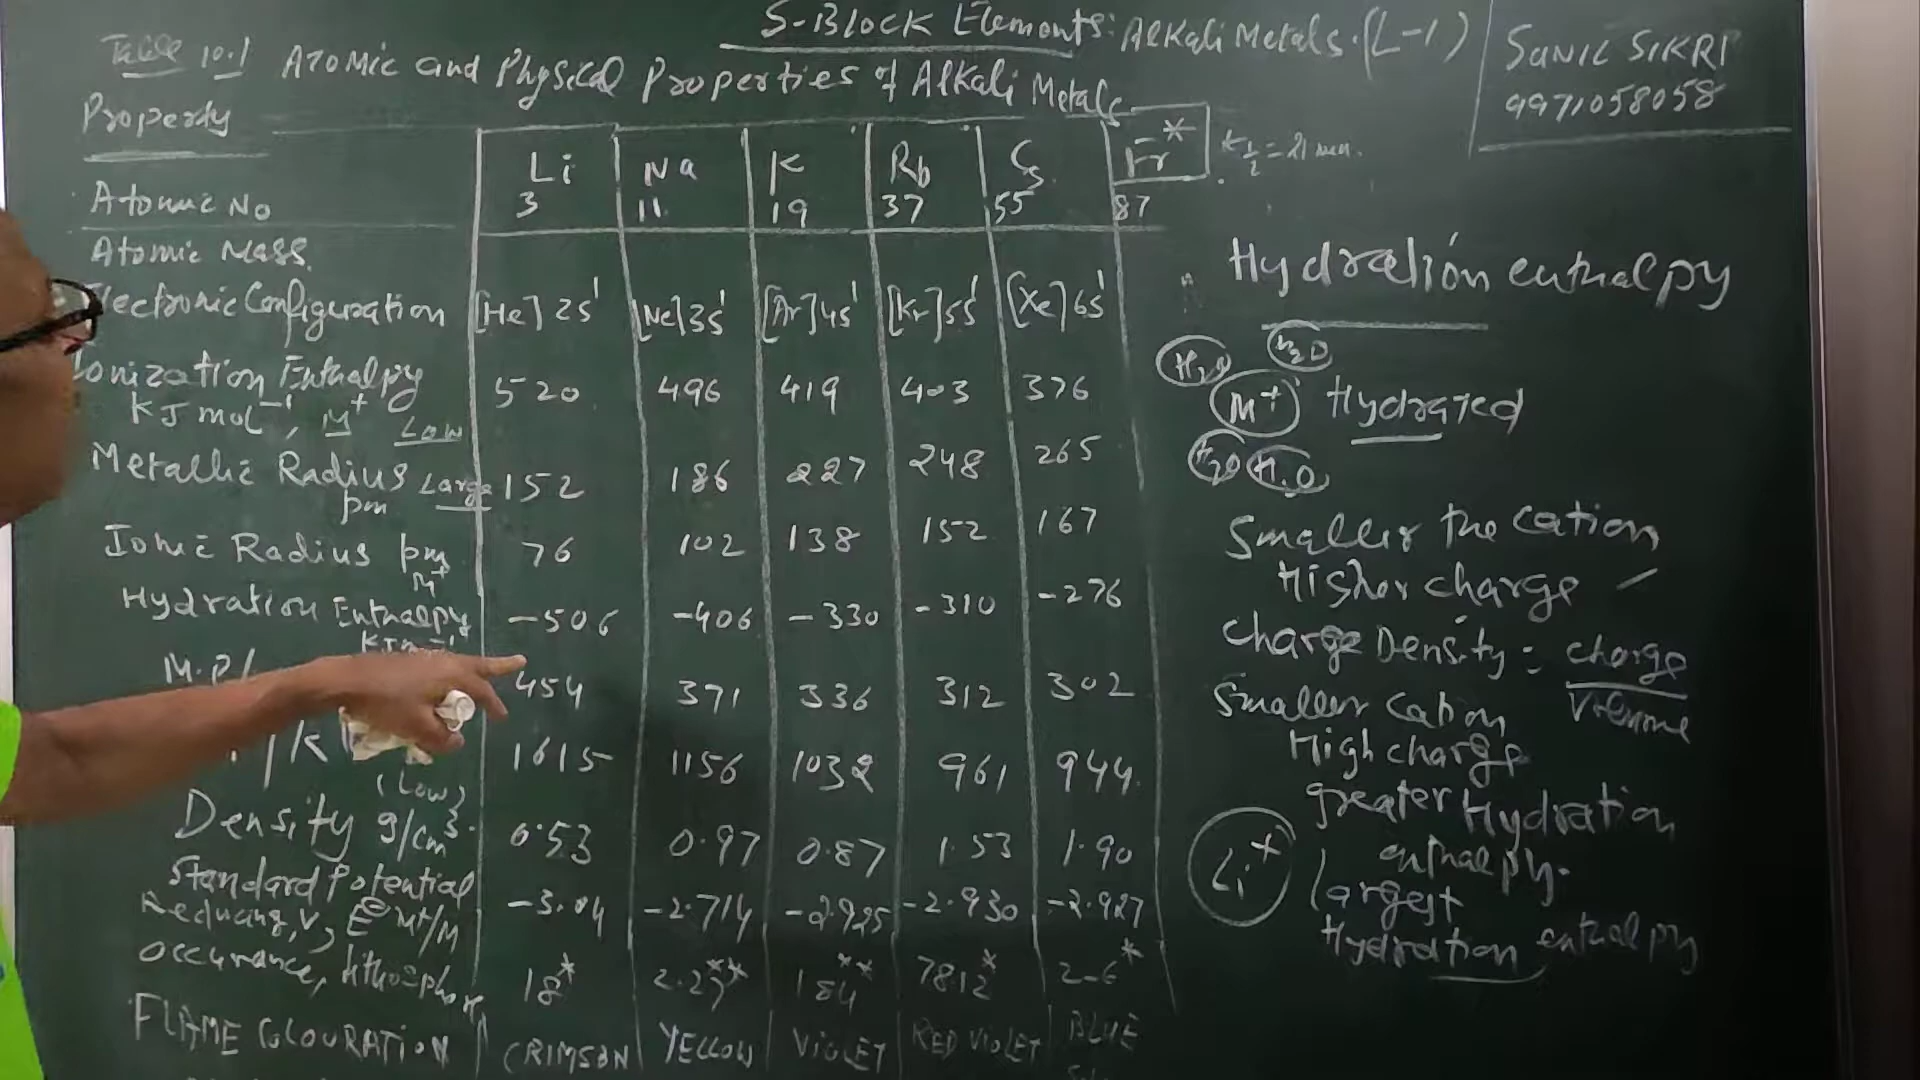 S-BLOCK Elements: Alkali Metals. (L-1)
SUNIL SIKRI
9971058058
Table 10.1 Atomic and Physical Properties of Alkali Metals
Property
Li Na K Rb Cs Fr*
t½ = 21 min.
Atomic No 3 11 19 37 55 87
Atomic Mass
Electronic Configuration [He]2s¹ [Ne]3s¹ [Ar]4s¹ [Kr]5s¹ [Xe]6s¹
Ionization Enthalpy 520 496 419 403 376
KJ mol⁻¹, M⁺ Low
Metallic Radius Large 152 186 227 248 265
pm
Ionic Radius pm 76 102 138 152 167
M⁺
Hydration Enthalpy -506 -406 -330 -310 -276
M.P/ 454 371 336 312 302
/K 1615 1156 1032 961 944
(Low)
Density g/cm³ 0.53 0.97 0.87 1.53 1.90
Standard Potential
Reducing, V, E⊖ M⁺/M -3.04 -2.714 -2.925 -2.930 -2.927
Occurance, lithosphere 18* 2.27** 1.84** 78.12* 2-6*
FLAME COLOURATION CRIMSON YELLOW VIOLET RED VIOLET BLUE
Hydration enthalpy
H₂O H₂O
M⁺ Hydrated
H₂O H₂O
Smaller the cation
Higher charge
Charge Density = charge
Volume
Smaller Cation
High charge
greater Hydration
enthalpy.
Li⁺ largest
Hydration enthalpy